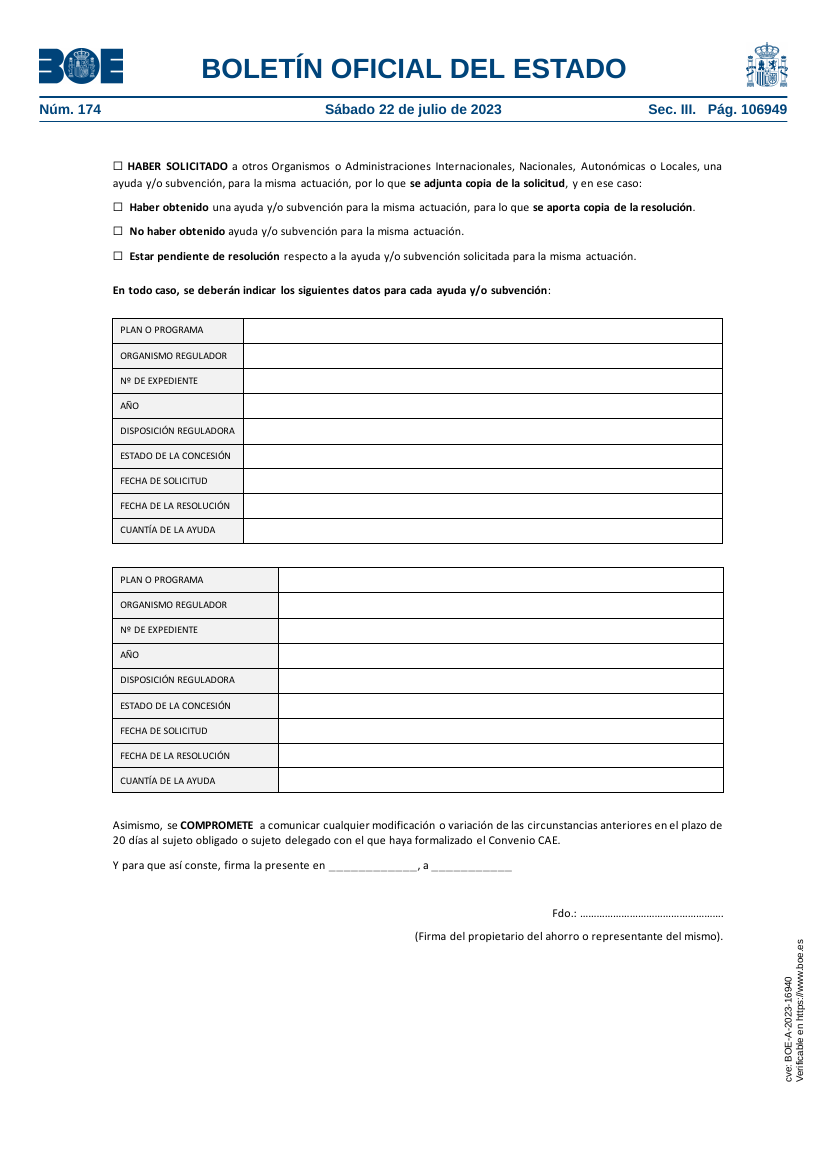 BOE
BOLETÍN OFICIAL DEL ESTADO
Núm. 174
Sábado 22 de julio de 2023
Sec. III. Pág. 106949
☐ HABER SOLICITADO a otros Organismos o Administraciones Internacionales, Nacionales, Autonómicas o Locales, una
ayuda y/o subvención, para la misma actuación, por lo que se adjunta copia de la solicitud, y en ese caso:
☐ Haber obtenido una ayuda y/o subvención para la misma actuación, para lo que se aporta copia de la resolución.
☐ No haber obtenido ayuda y/o subvención para la misma actuación.
☐ Estar pendiente de resolución respecto a la ayuda y/o subvención solicitada para la misma actuación.
En todo caso, se deberán indicar los siguientes datos para cada ayuda y/o subvención:
PLAN O PROGRAMA
ORGANISMO REGULADOR
Nº DE EXPEDIENTE
AÑO
DISPOSICIÓN REGULADORA
ESTADO DE LA CONCESIÓN
FECHA DE SOLICITUD
FECHA DE LA RESOLUCIÓN
CUANTÍA DE LA AYUDA
PLAN O PROGRAMA
ORGANISMO REGULADOR
Nº DE EXPEDIENTE
AÑO
DISPOSICIÓN REGULADORA
ESTADO DE LA CONCESIÓN
FECHA DE SOLICITUD
FECHA DE LA RESOLUCIÓN
CUANTÍA DE LA AYUDA
Asimismo, se COMPROMETE a comunicar cualquier modificación o variación de las circunstancias anteriores en el plazo de
20 días al sujeto obligado o sujeto delegado con el que haya formalizado el Convenio CAE.
Y para que así conste, firma la presente en _____________, a ____________
Fdo.: …………………………………………….
(Firma del propietario del ahorro o representante del mismo).
cve: BOE-A-2023-16940
Verificable en https://www.boe.es